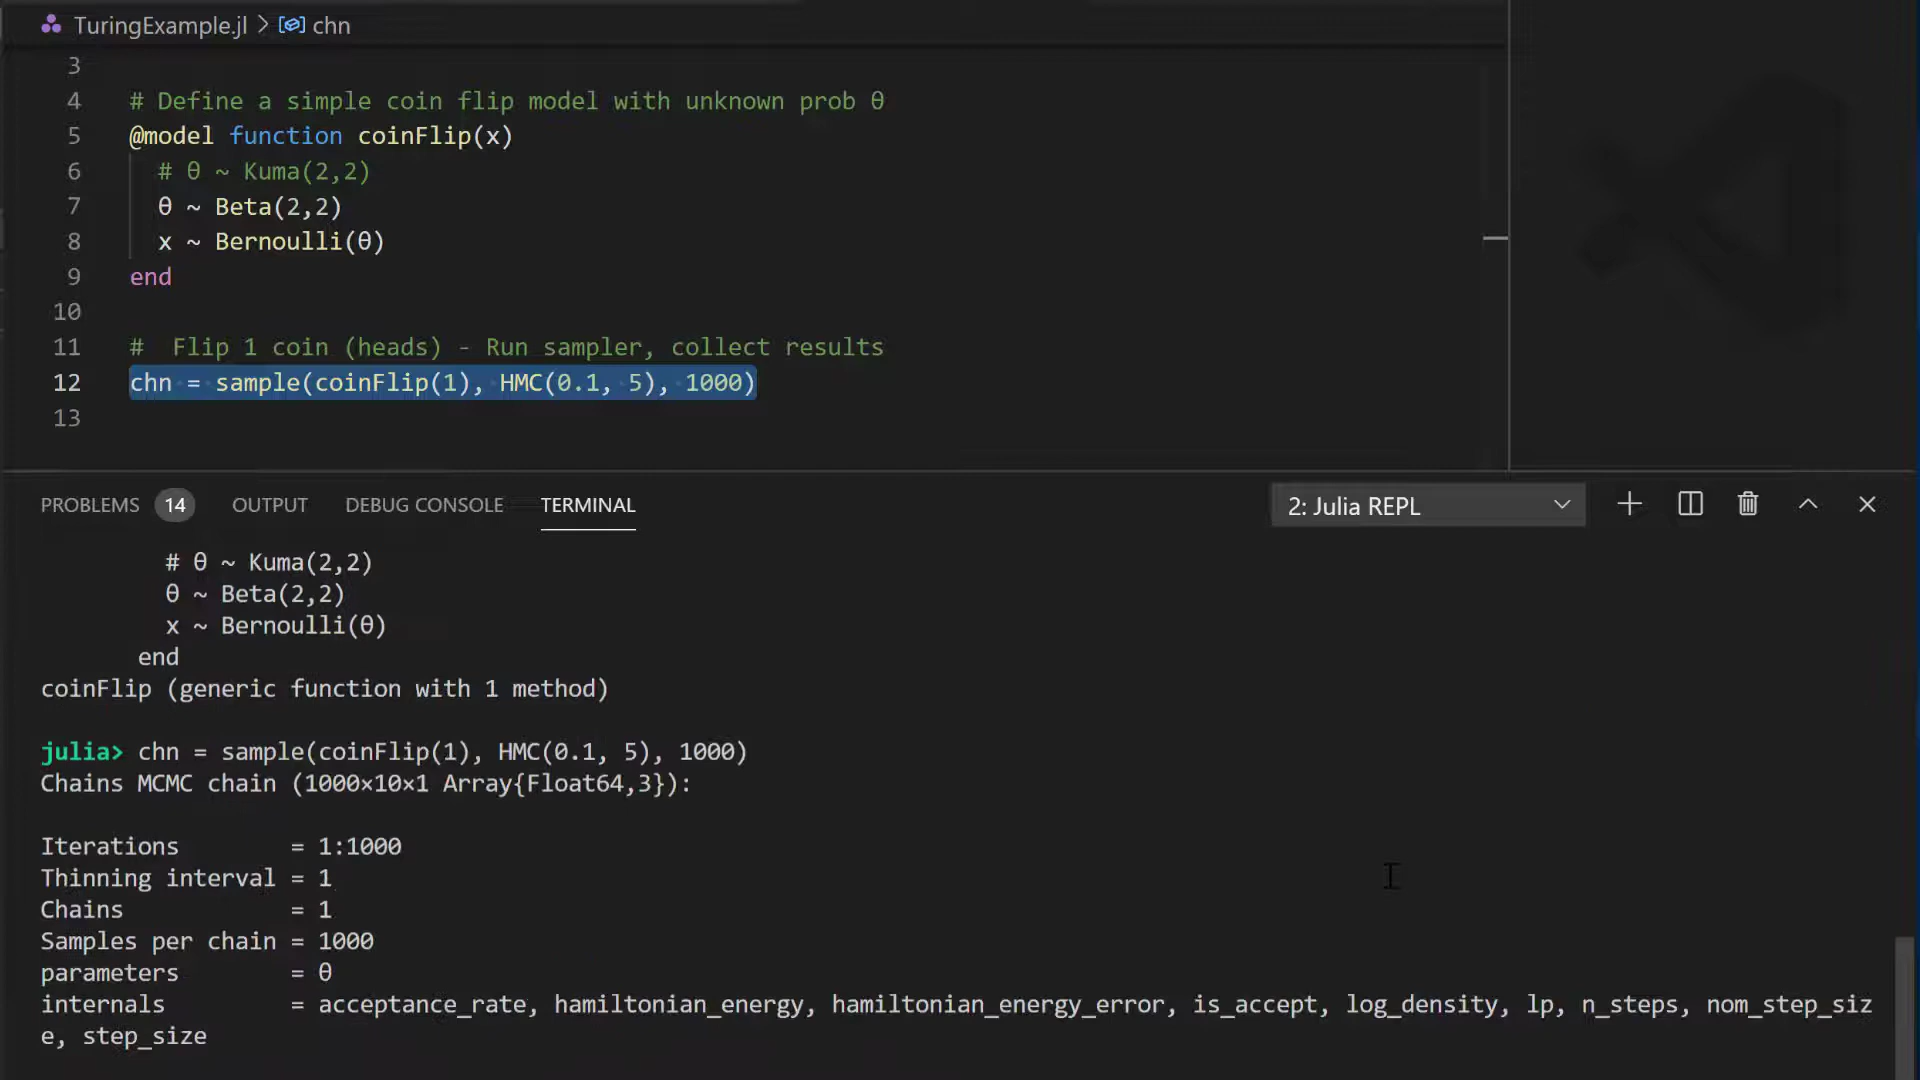 TuringExample.jl > chn
3
4 # Define a simple coin flip model with unknown prob θ
5 @model function coinFlip(x)
6 # θ ~ Kuma(2,2)
7 θ ~ Beta(2,2)
8 x ~ Bernoulli(θ)
9 end
10
11 #  Flip 1 coin (heads) - Run sampler, collect results
12 chn = sample(coinFlip(1), HMC(0.1, 5), 1000)
13
PROBLEMS 14 OUTPUT DEBUG CONSOLE TERMINAL 2: Julia REPL
# θ ~ Kuma(2,2)
θ ~ Beta(2,2)
x ~ Bernoulli(θ)
end
coinFlip (generic function with 1 method)
julia> chn = sample(coinFlip(1), HMC(0.1, 5), 1000)
Chains MCMC chain (1000×10×1 Array{Float64,3}):
Iterations        = 1:1000
Thinning interval = 1
Chains            = 1
Samples per chain = 1000
parameters        = θ
internals         = acceptance_rate, hamiltonian_energy, hamiltonian_energy_error, is_accept, log_density, lp, n_steps, nom_step_siz
e, step_size